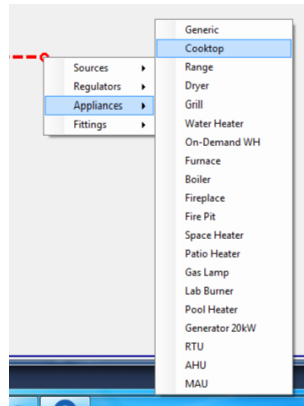 Sources
Regulators
Appliances
Fittings
Generic
Cooktop
Range
Dryer
Grill
Water Heater
On-Demand WH
Furnace
Boiler
Fireplace
Fire Pit
Space Heater
Patio Heater
Gas Lamp
Lab Burner
Pool Heater
Generator 20kW
RTU
AHU
MAU